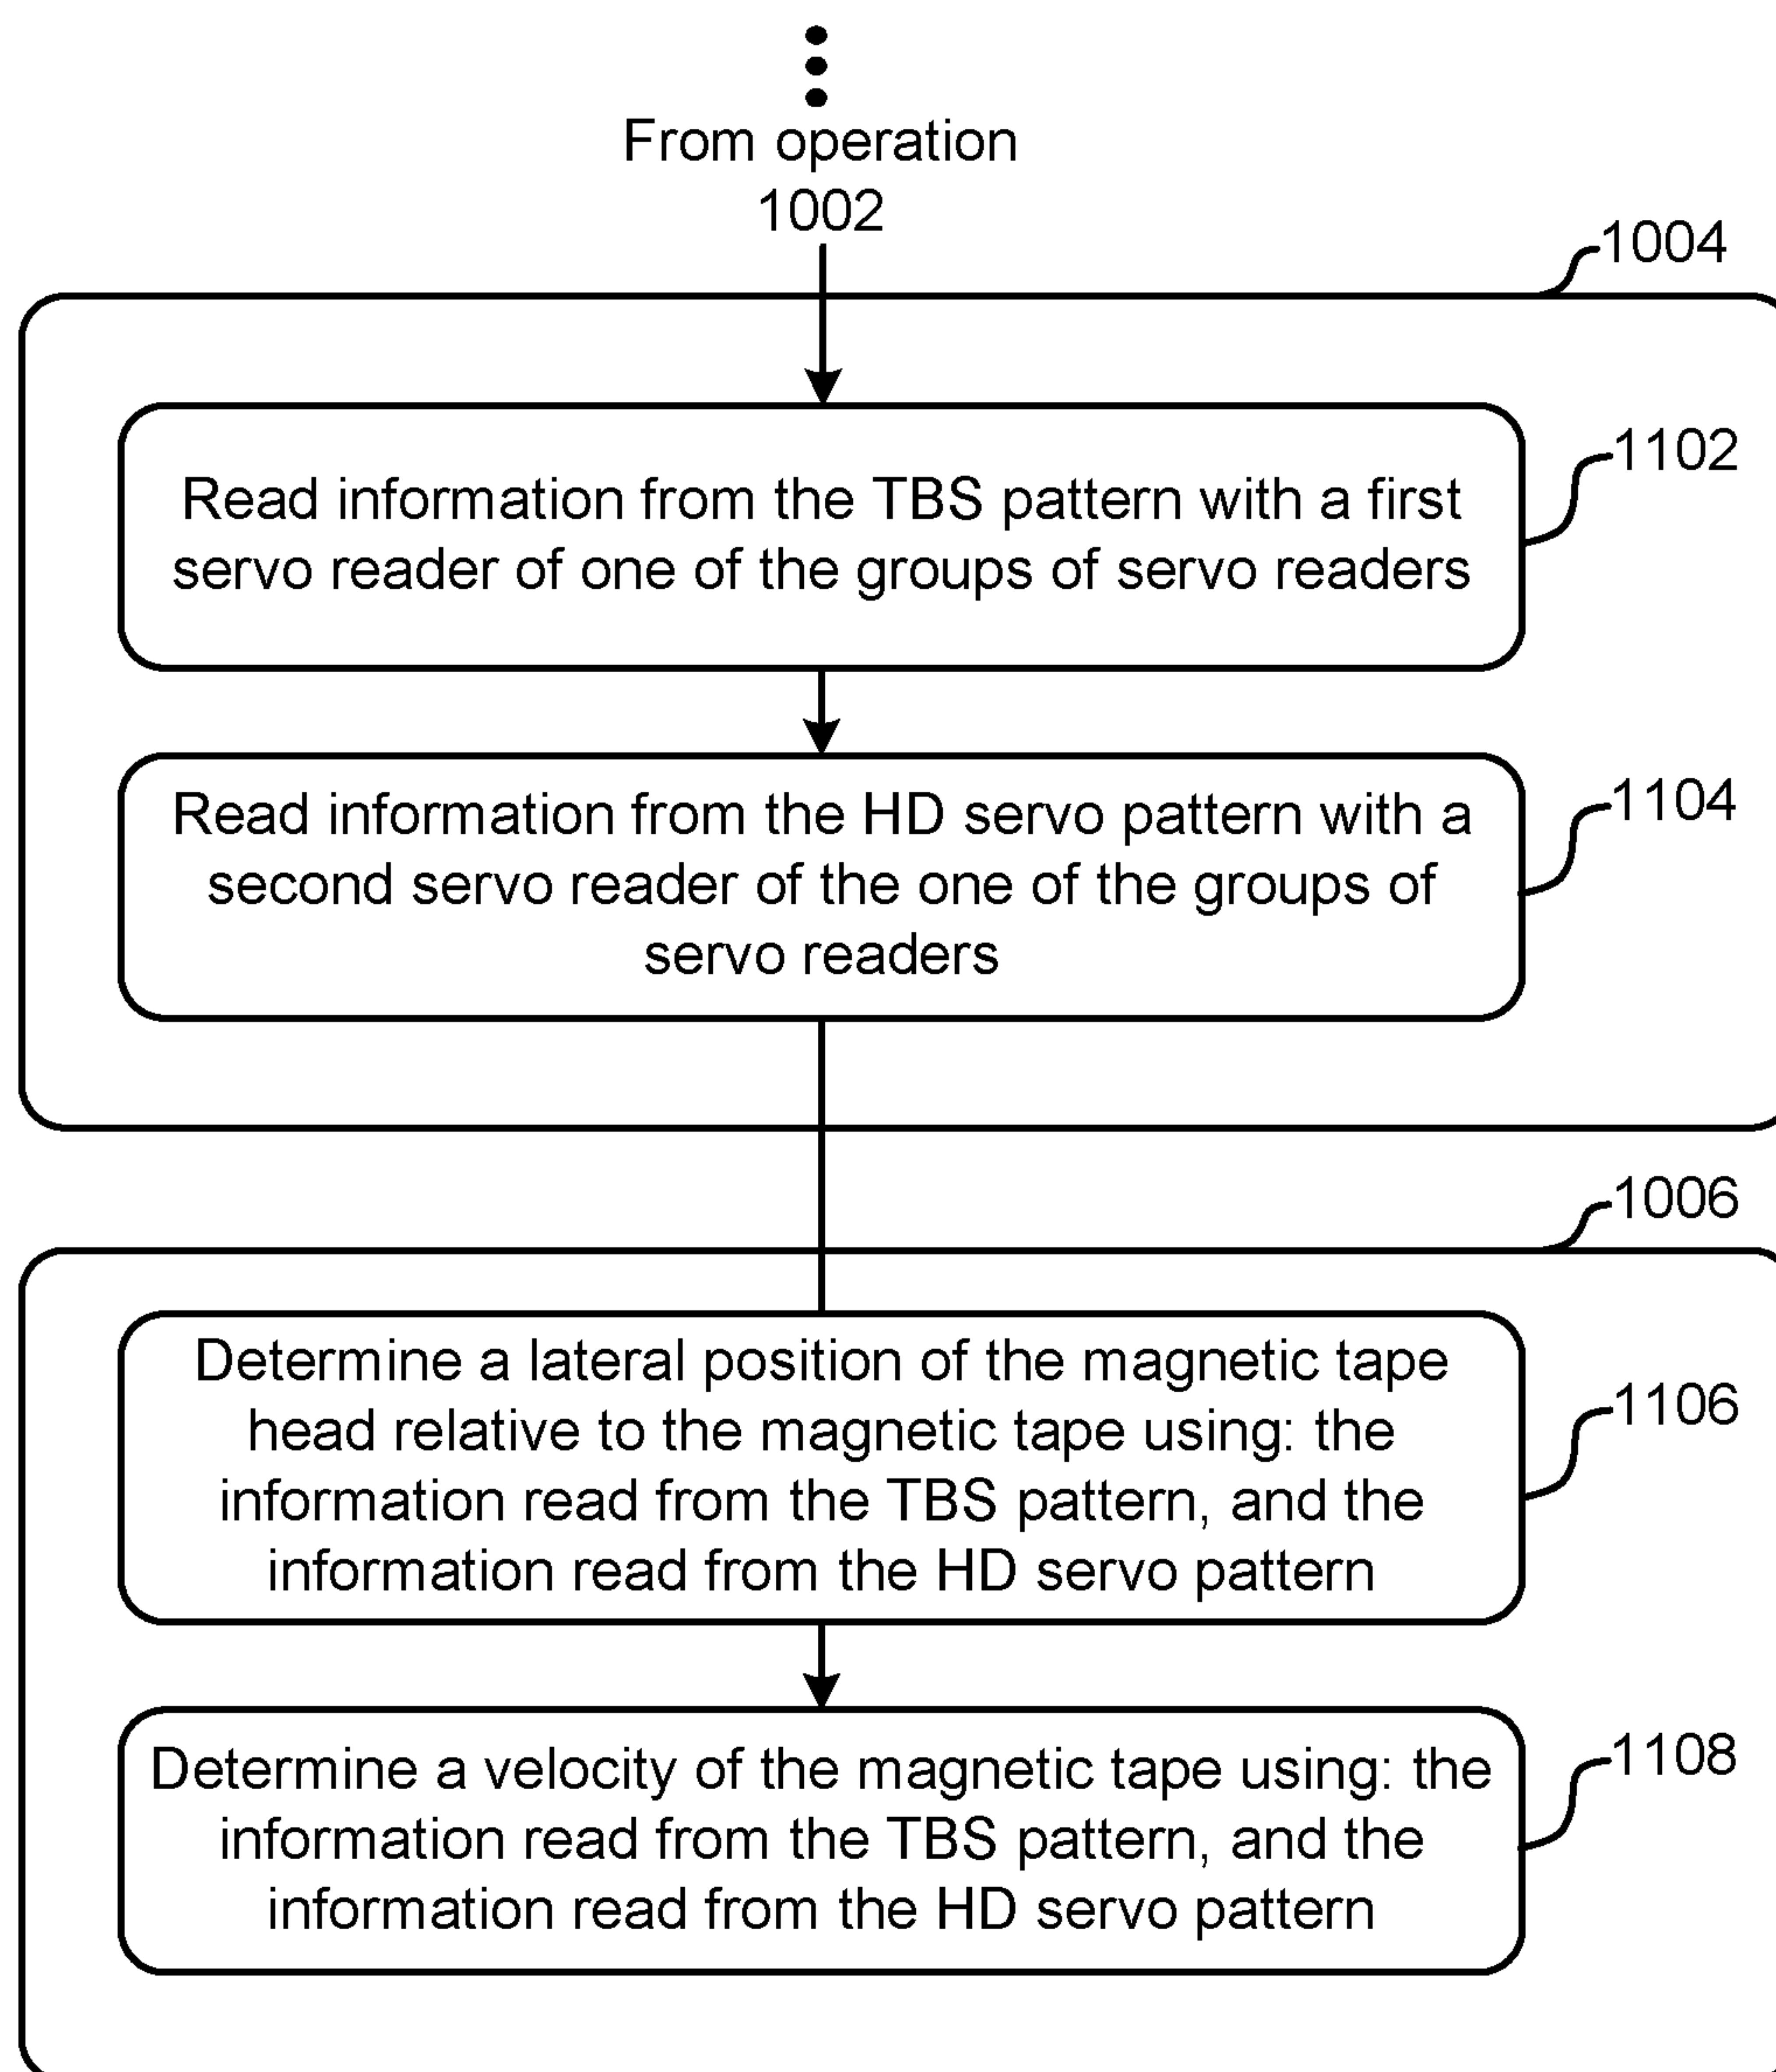 From operation
1002
1004
1102
Read information from the TBS pattern with a first
servo reader of one of the groups of servo readers
1104
Read information from the HD servo pattern with a
second servo reader of the one of the groups of
servo readers
1006
Determine a lateral position of the magnetic tape
head relative to the magnetic tape using: the
information read from the TBS pattern, and the
information read from the HD servo pattern
1106
Determine a velocity of the magnetic tape using: the
information read from the TBS pattern, and the
information read from the HD servo pattern
1108